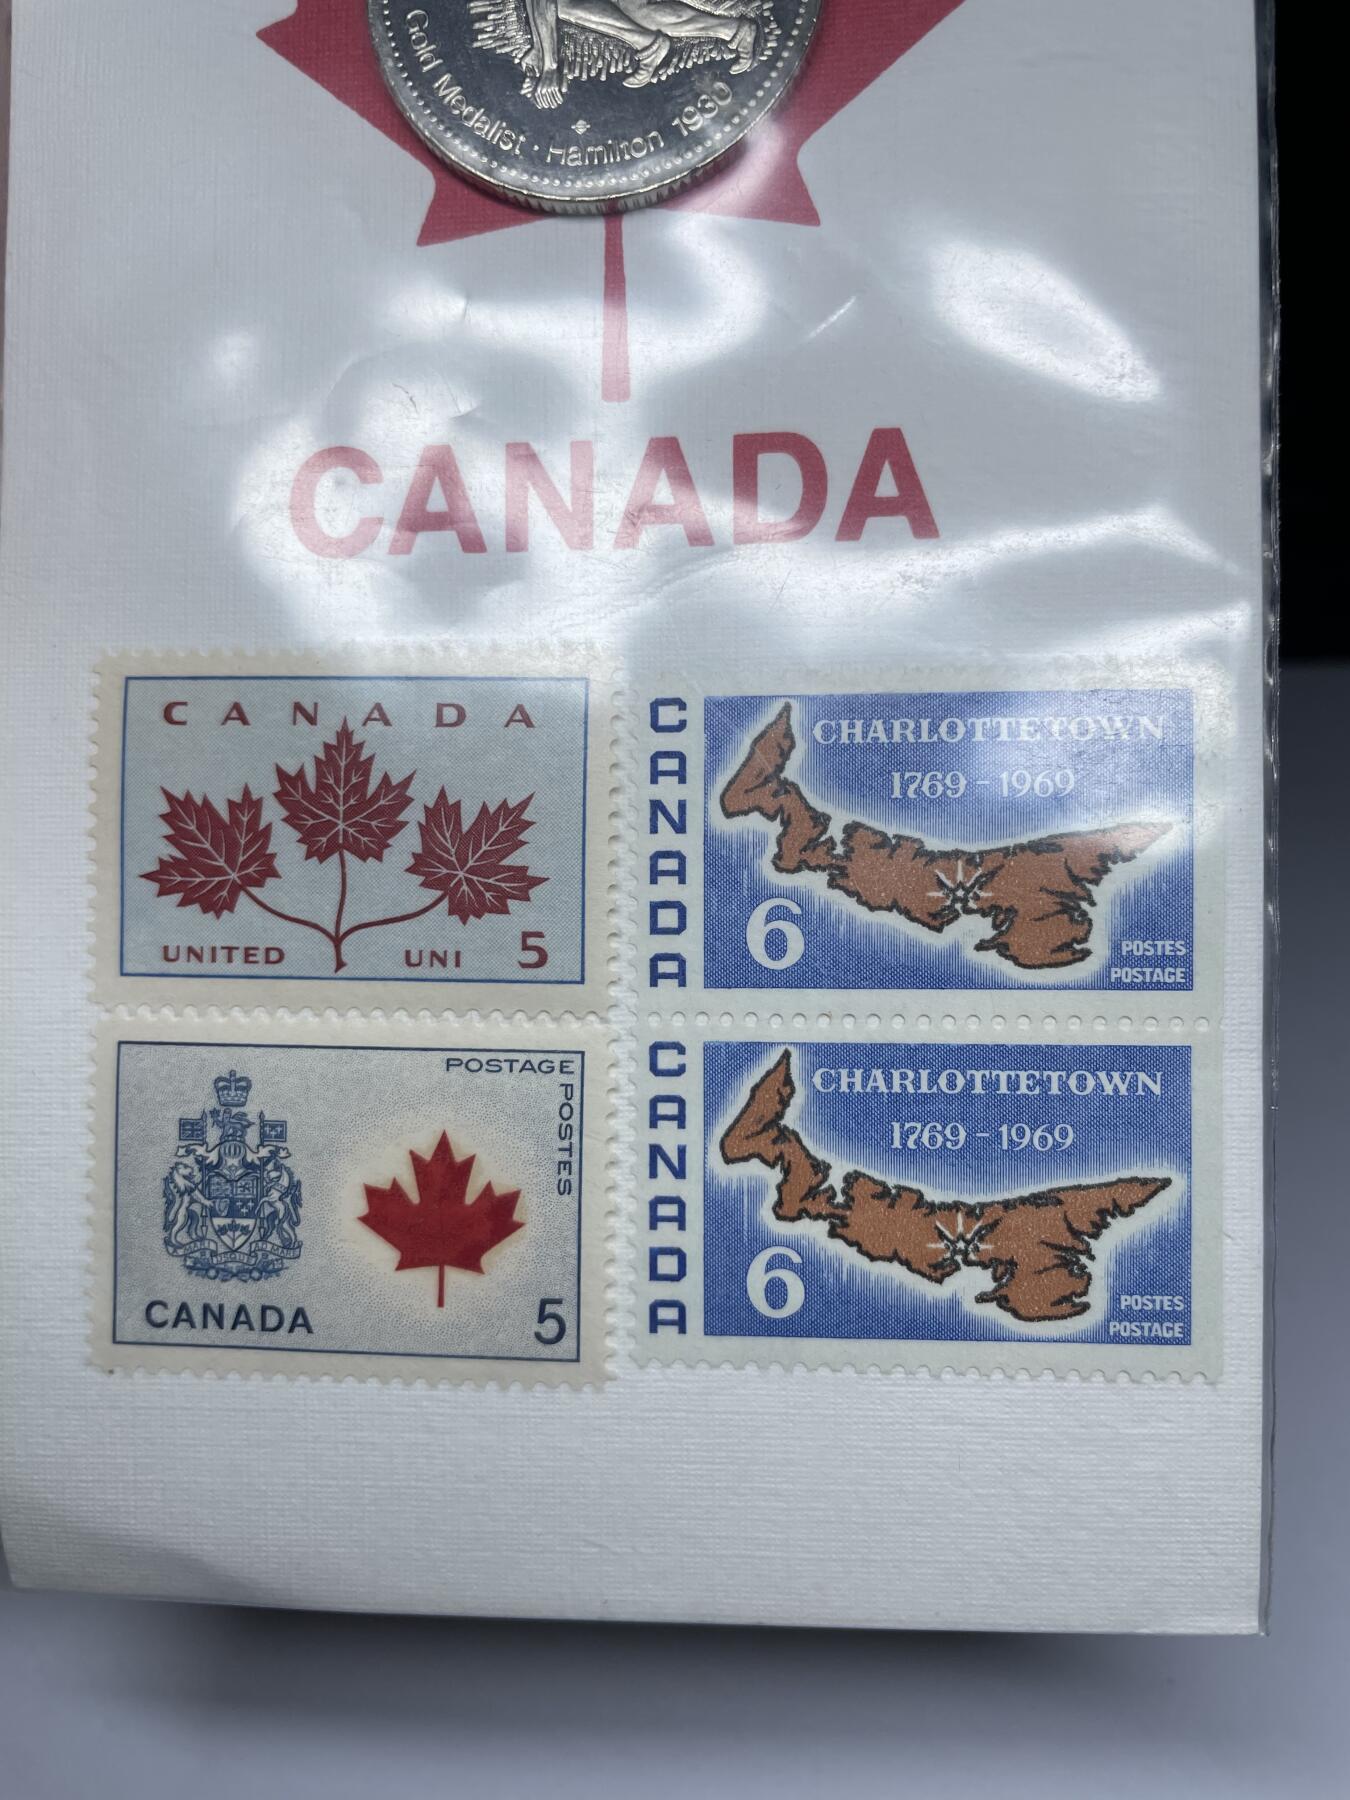 Gold Medalist · Hamilton 1930
CANADA
CANADA
UNITED UNI 5
CANADA
CHARLOTTETOWN
1769-1969
6
POSTES
POSTAGE
POSTAGE
POSTES
CANADA
5
CANADA
CHARLOTTETOWN
1769-1969
6
POSTES
POSTAGE